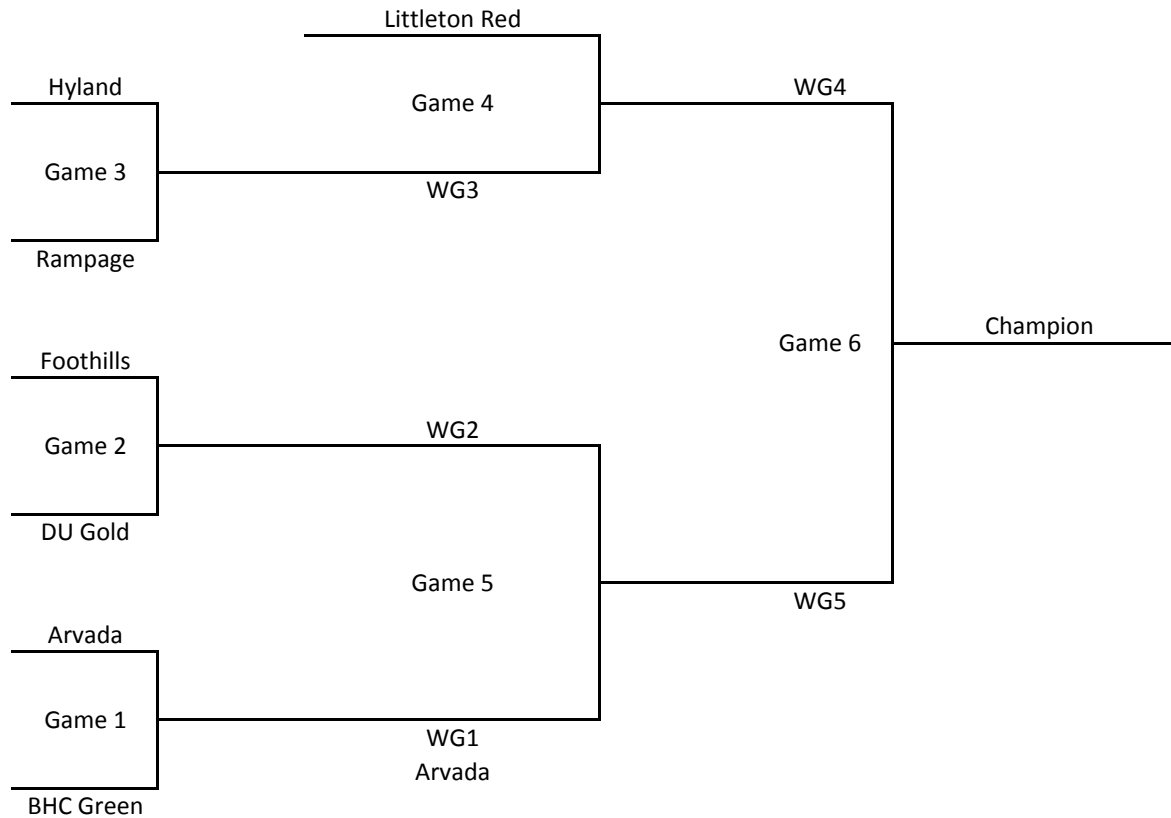 Littleton Red
Hyland
WG4
Game 4
Game 3
WG3
Rampage
Champion
Game 6
Foothills
WG2
Game 2
DU Gold
Game 5
WG5
Arvada
Game 1
WG1
Arvada
BHC Green